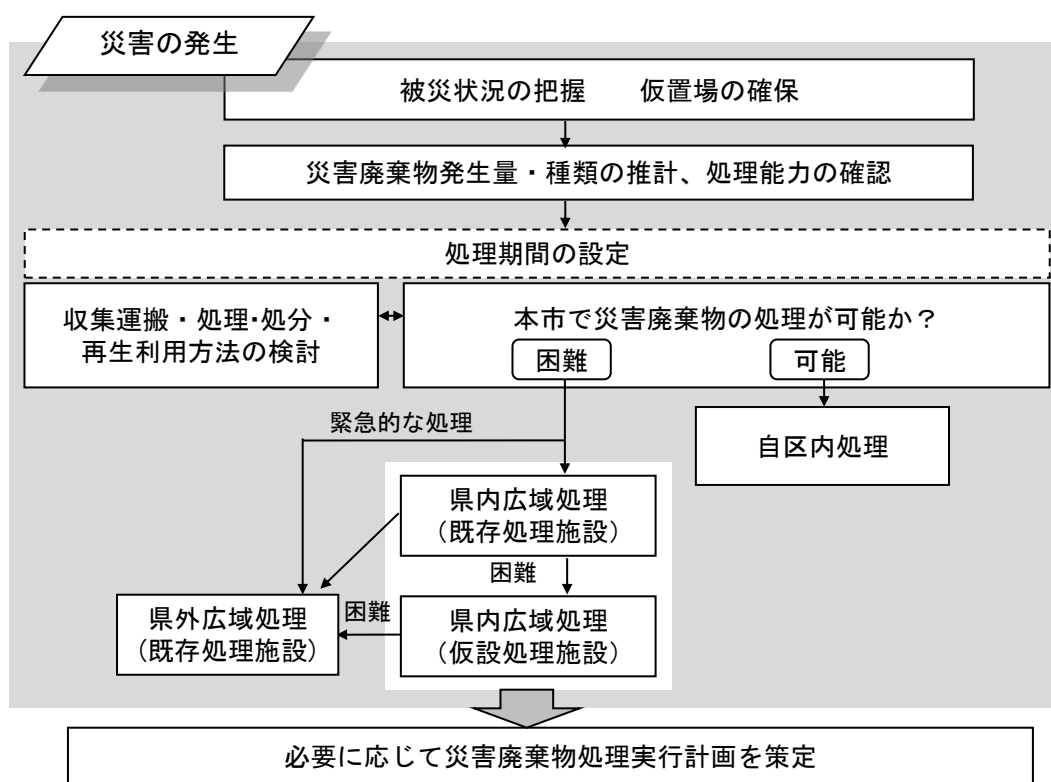 災害の発生
被災状況の把握　　仮置場の確保
災害廃棄物発生量・種類の推計、処理能力の確認
処理期間の設定
収集運搬・処理・処分・
再生利用方法の検討
本市で災害廃棄物の処理が可能か？
困難
可能
緊急的な処理
自区内処理
県内広域処理
（既存処理施設）
困難
県外広域処理
（既存処理施設）
困難
県内広域処理
（仮設処理施設）
必要に応じて災害廃棄物処理実行計画を策定